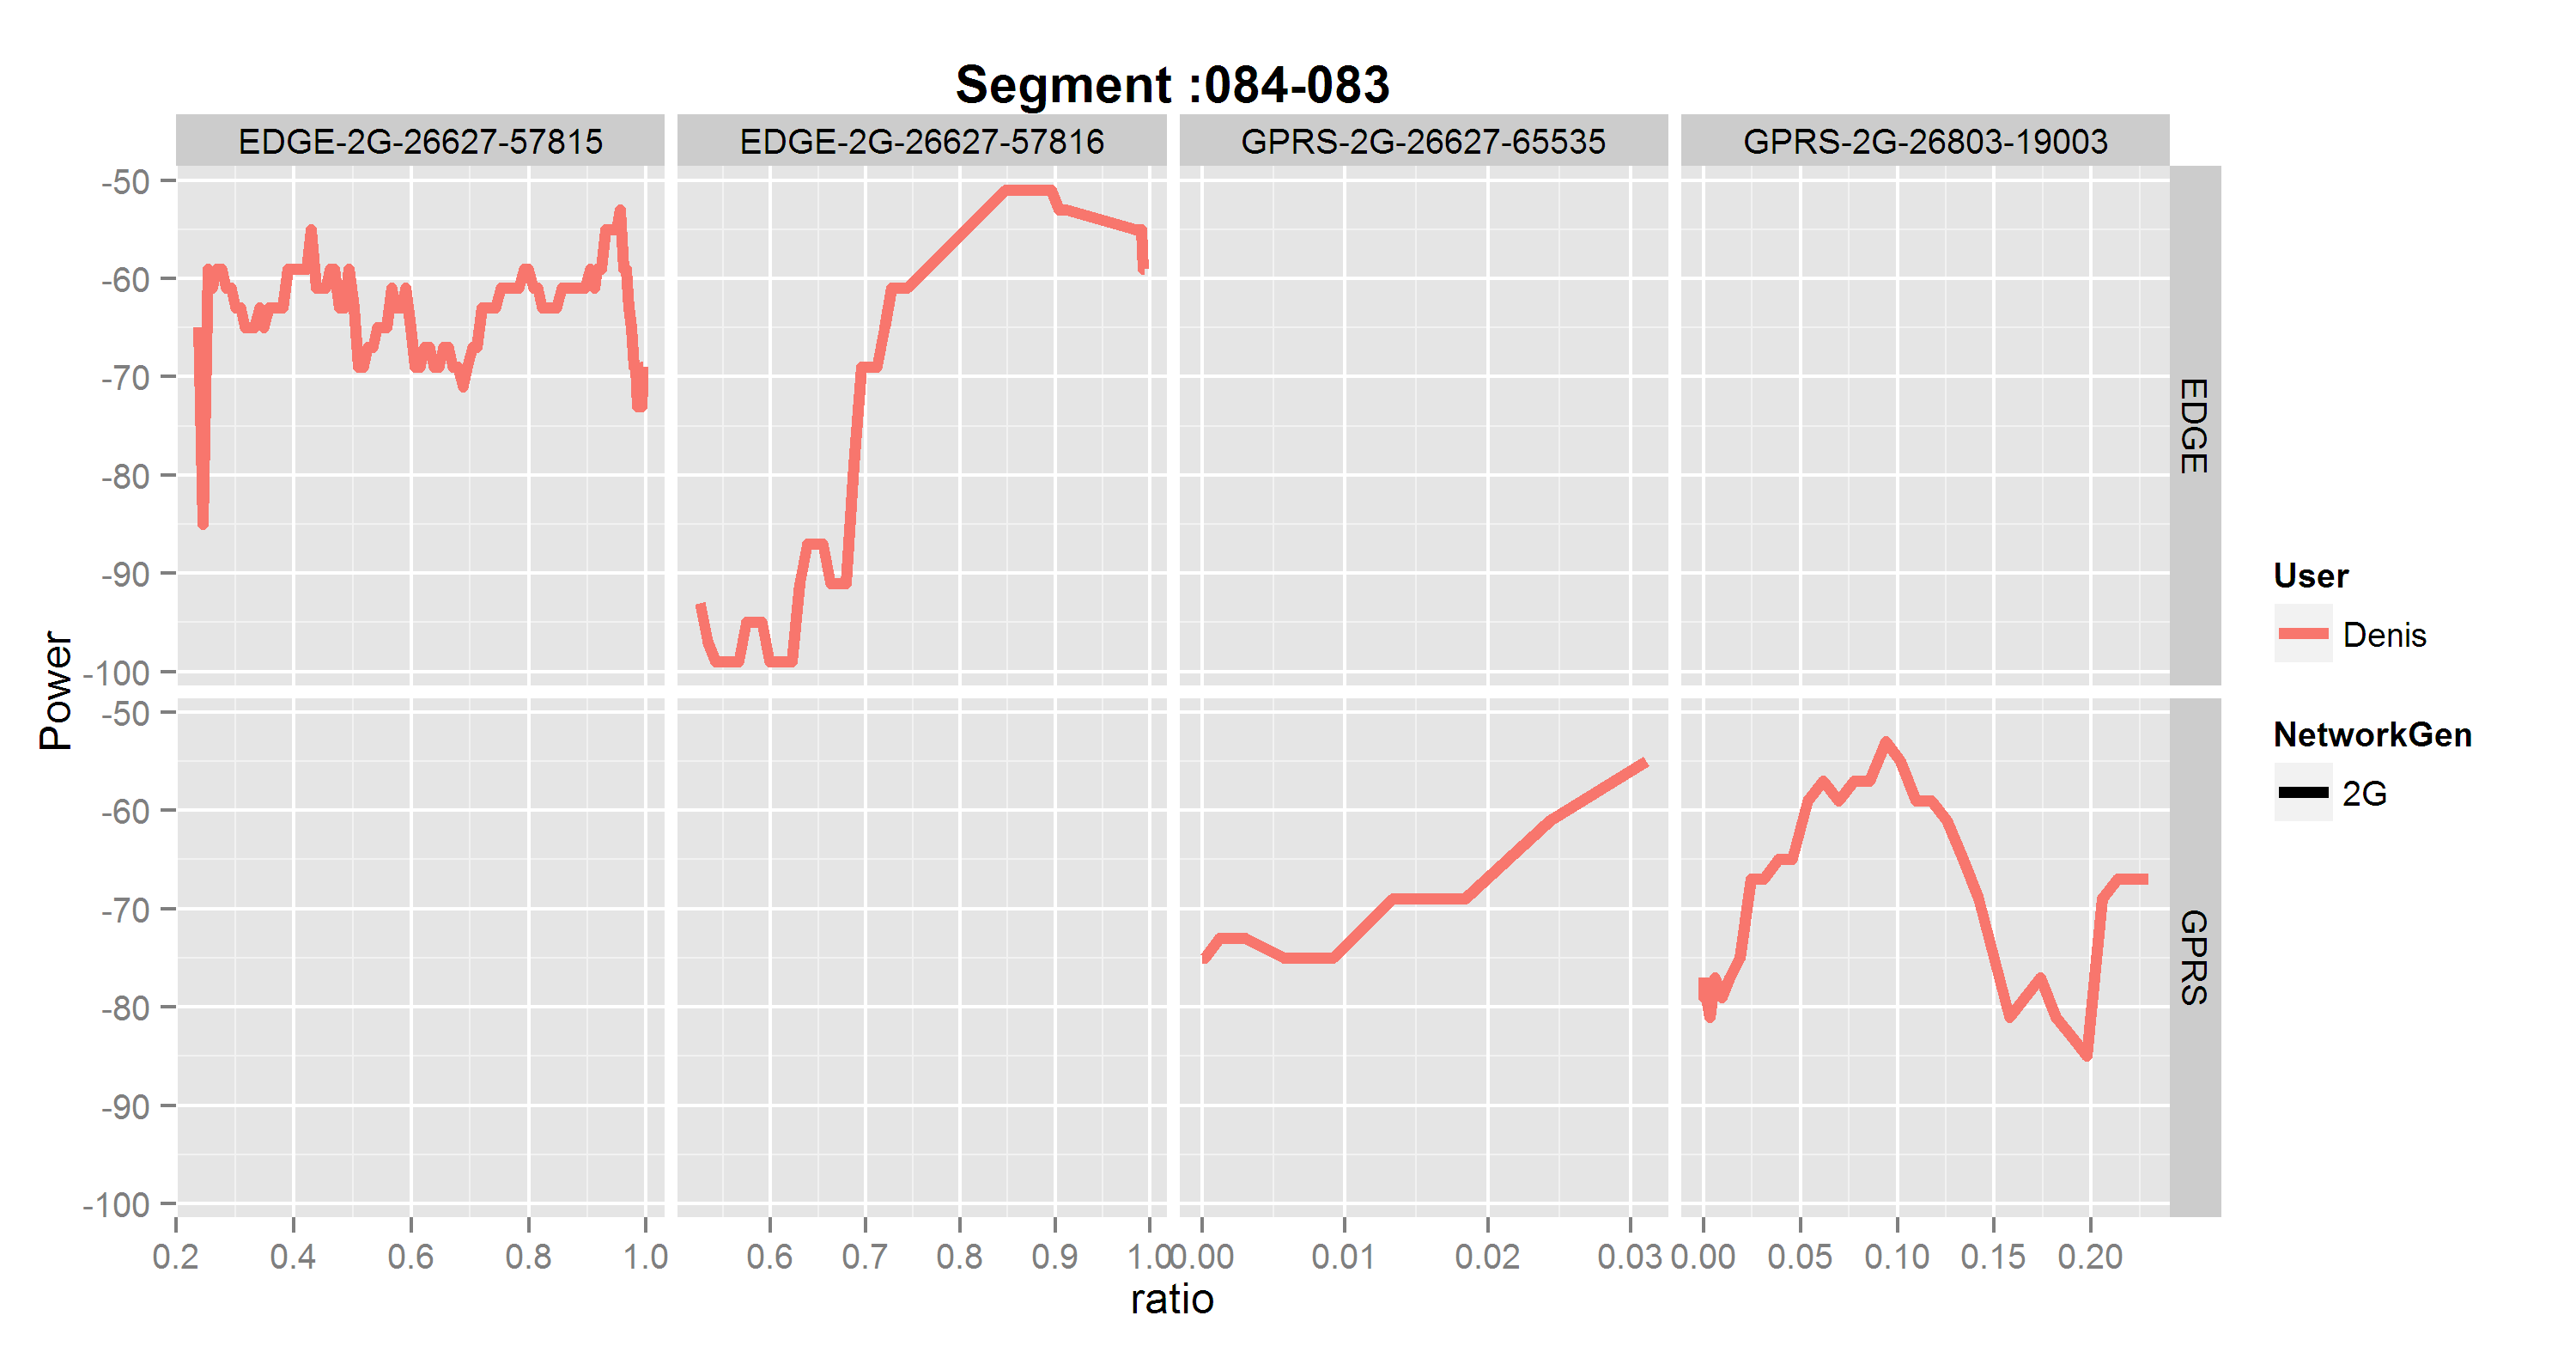 Segment :084-083
EDGE-2G-26627-57815
EDGE-2G-26627-57816
GPRS-2G-26627-65535
GPRS-2G-26803-19003
-50
-60
-70
-80
-90
-100
EDGE
-50
-60
-70
-80
-90
-100
GPRS
Power
0.2 0.4 0.6 0.8 1.0
0.6 0.7 0.8 0.9 1.0
0.00 0.01 0.02 0.03
0.00 0.05 0.10 0.15 0.20
ratio
User
Denis
NetworkGen
2G